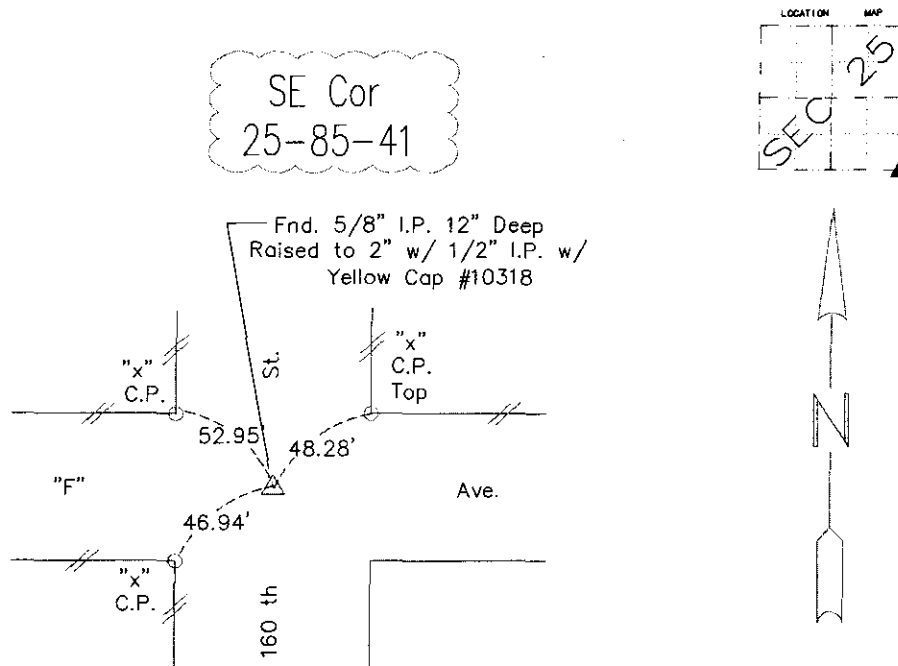 LOCATION MAP
SEC 25
SE Cor
25-85-41
Fnd. 5/8" I.P. 12" Deep
Raised to 2" w/ 1/2" I.P. w/
Yellow Cap #10318
"x"
C.P.
St.
"x"
C.P.
Top
52.95'
48.28'
"F"
Ave.
46.94'
"x"
C.P.
160 th
N